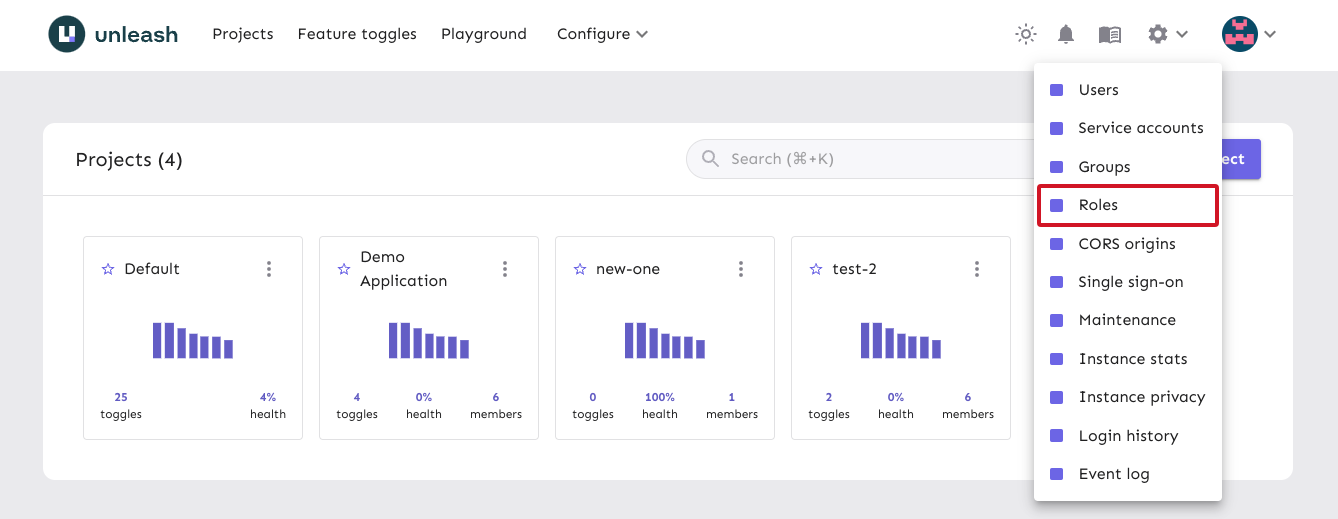 unleash
Projects
Feature toggles
Playground
Configure
Projects (4)
Search (⌘+K)
ect
Users
Service accounts
Groups
Roles
CORS origins
Single sign-on
Maintenance
Instance stats
Instance privacy
Login history
Event log
Default
25
toggles
4%
health
Demo
Application
4
toggles
0%
health
6
members
new-one
0
toggles
100%
health
1
members
test-2
2
toggles
0%
health
6
members